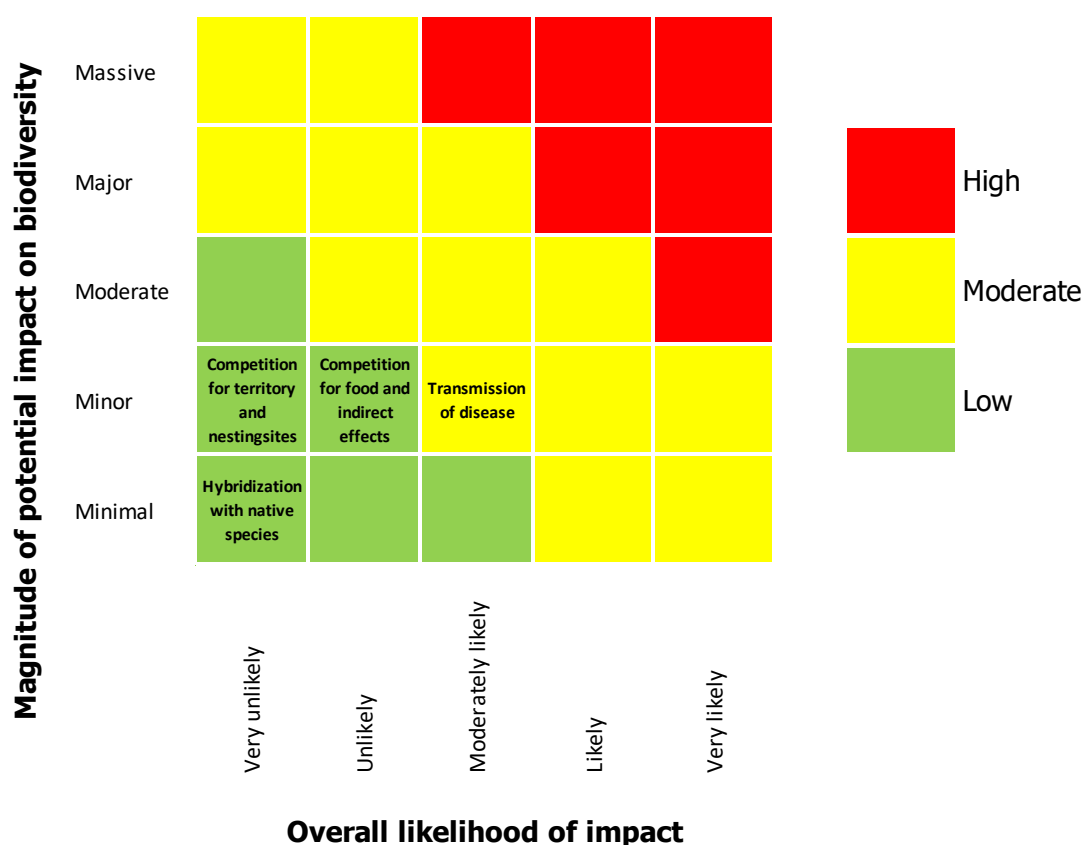 Magnitude of potential impact on biodiversity
Massive
Major
Moderate
Minor
Minimal
Competition
for territory
and
nestingsites
Competition
for food and
indirect
effects
Transmission
of disease
Hybridization
with native
species
High
Moderate
Low
Very unlikely
Unlikely
Moderately likely
Likely
Very likely
Overall likelihood of impact